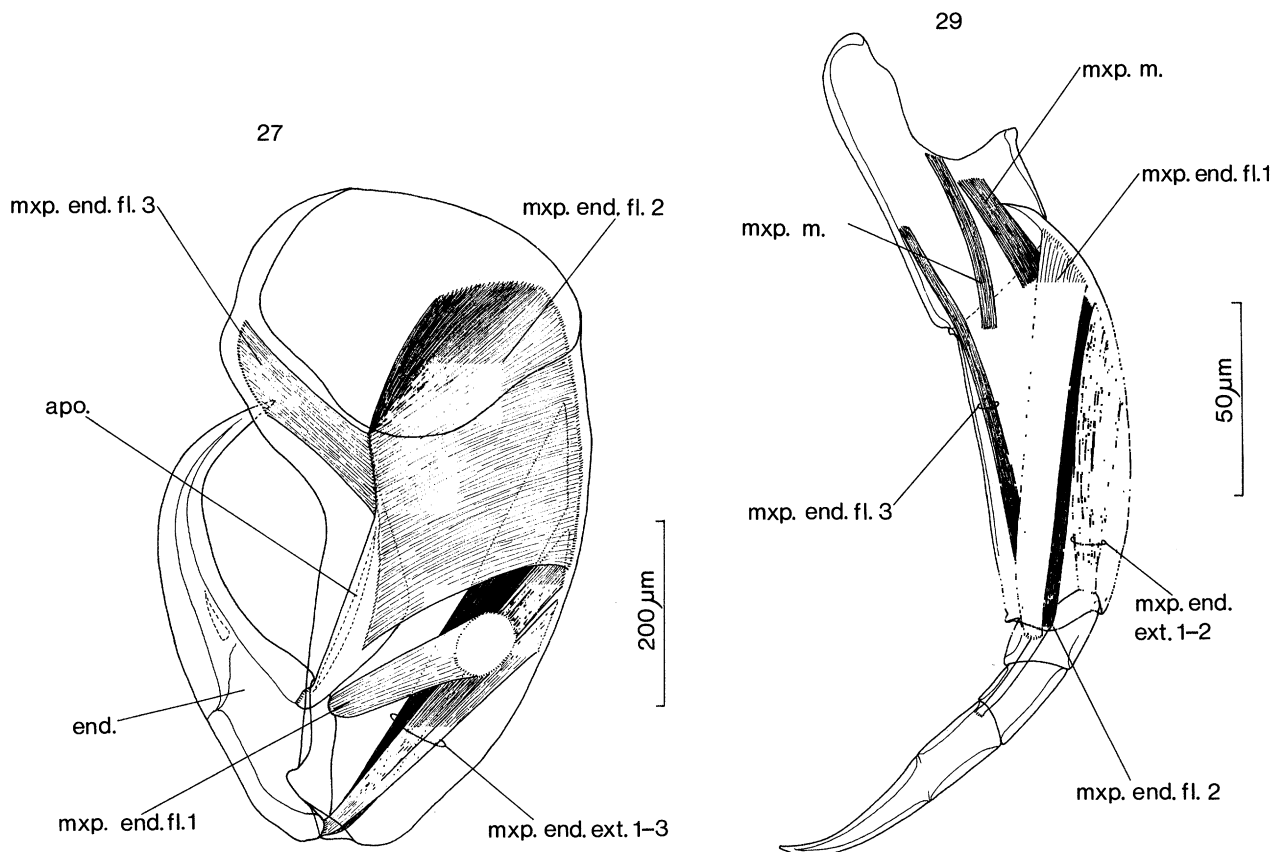 27
mxp. end. fl. 3
mxp. end. fl. 2
apo.
200 µm
end.
mxp. end. fl.1
mxp. end. ext. 1–3
29
mxp. m.
mxp. end. fl.1
mxp. m.
50 µm
mxp. end. fl. 3
mxp. end.
ext. 1–2
mxp. end. fl. 2